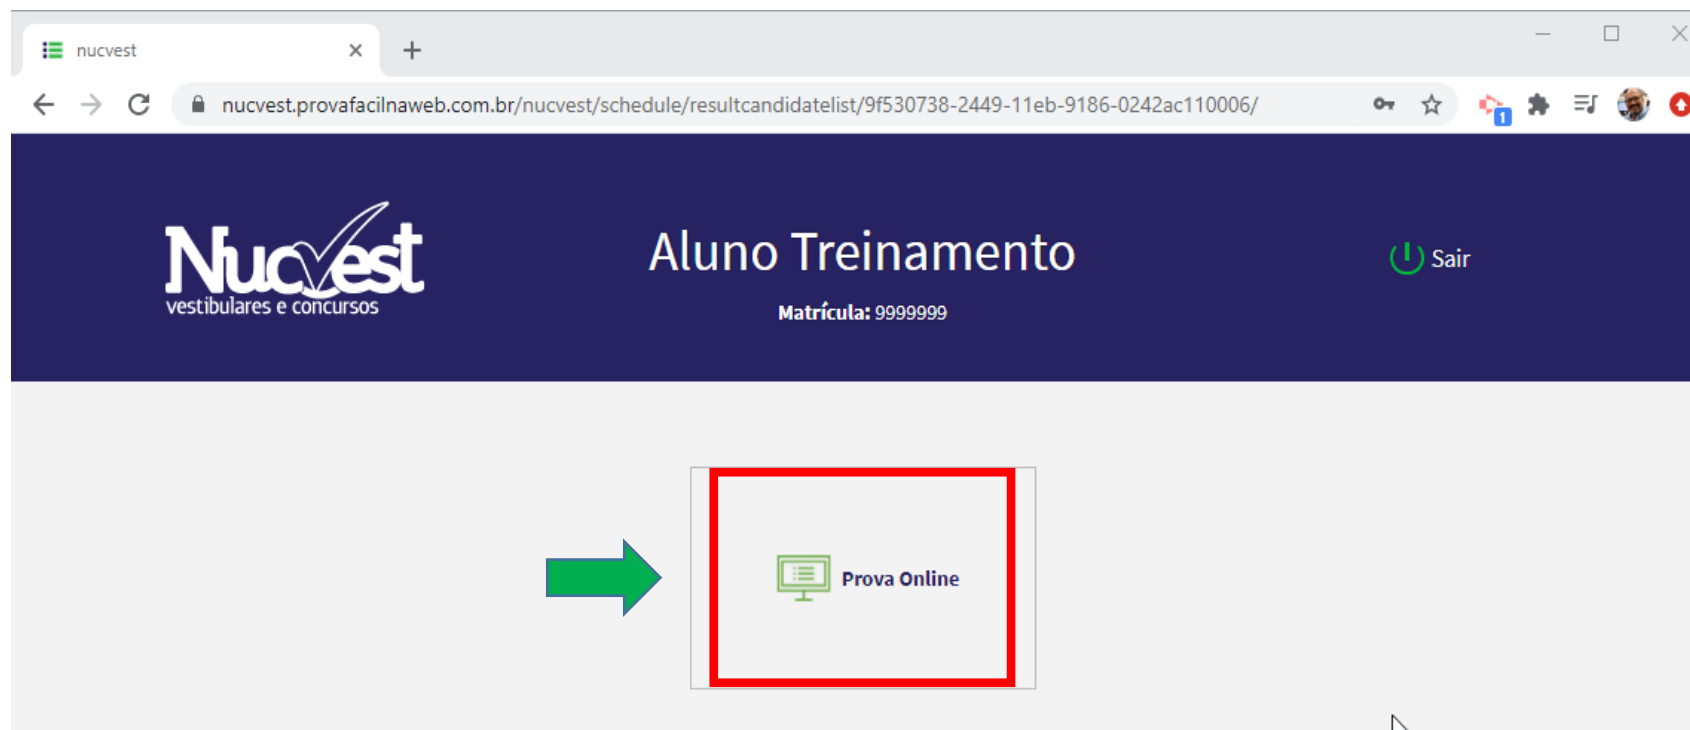 nucvest
nucvest.provafacilnaweb.com.br/nucvest/schedule/resultcandidatelist/9f530738-2449-11eb-9186-0242ac110006/
1
Nucvest
vestibulares e concursos
Aluno Treinamento
Matrícula: 9999999
Sair
Prova Online